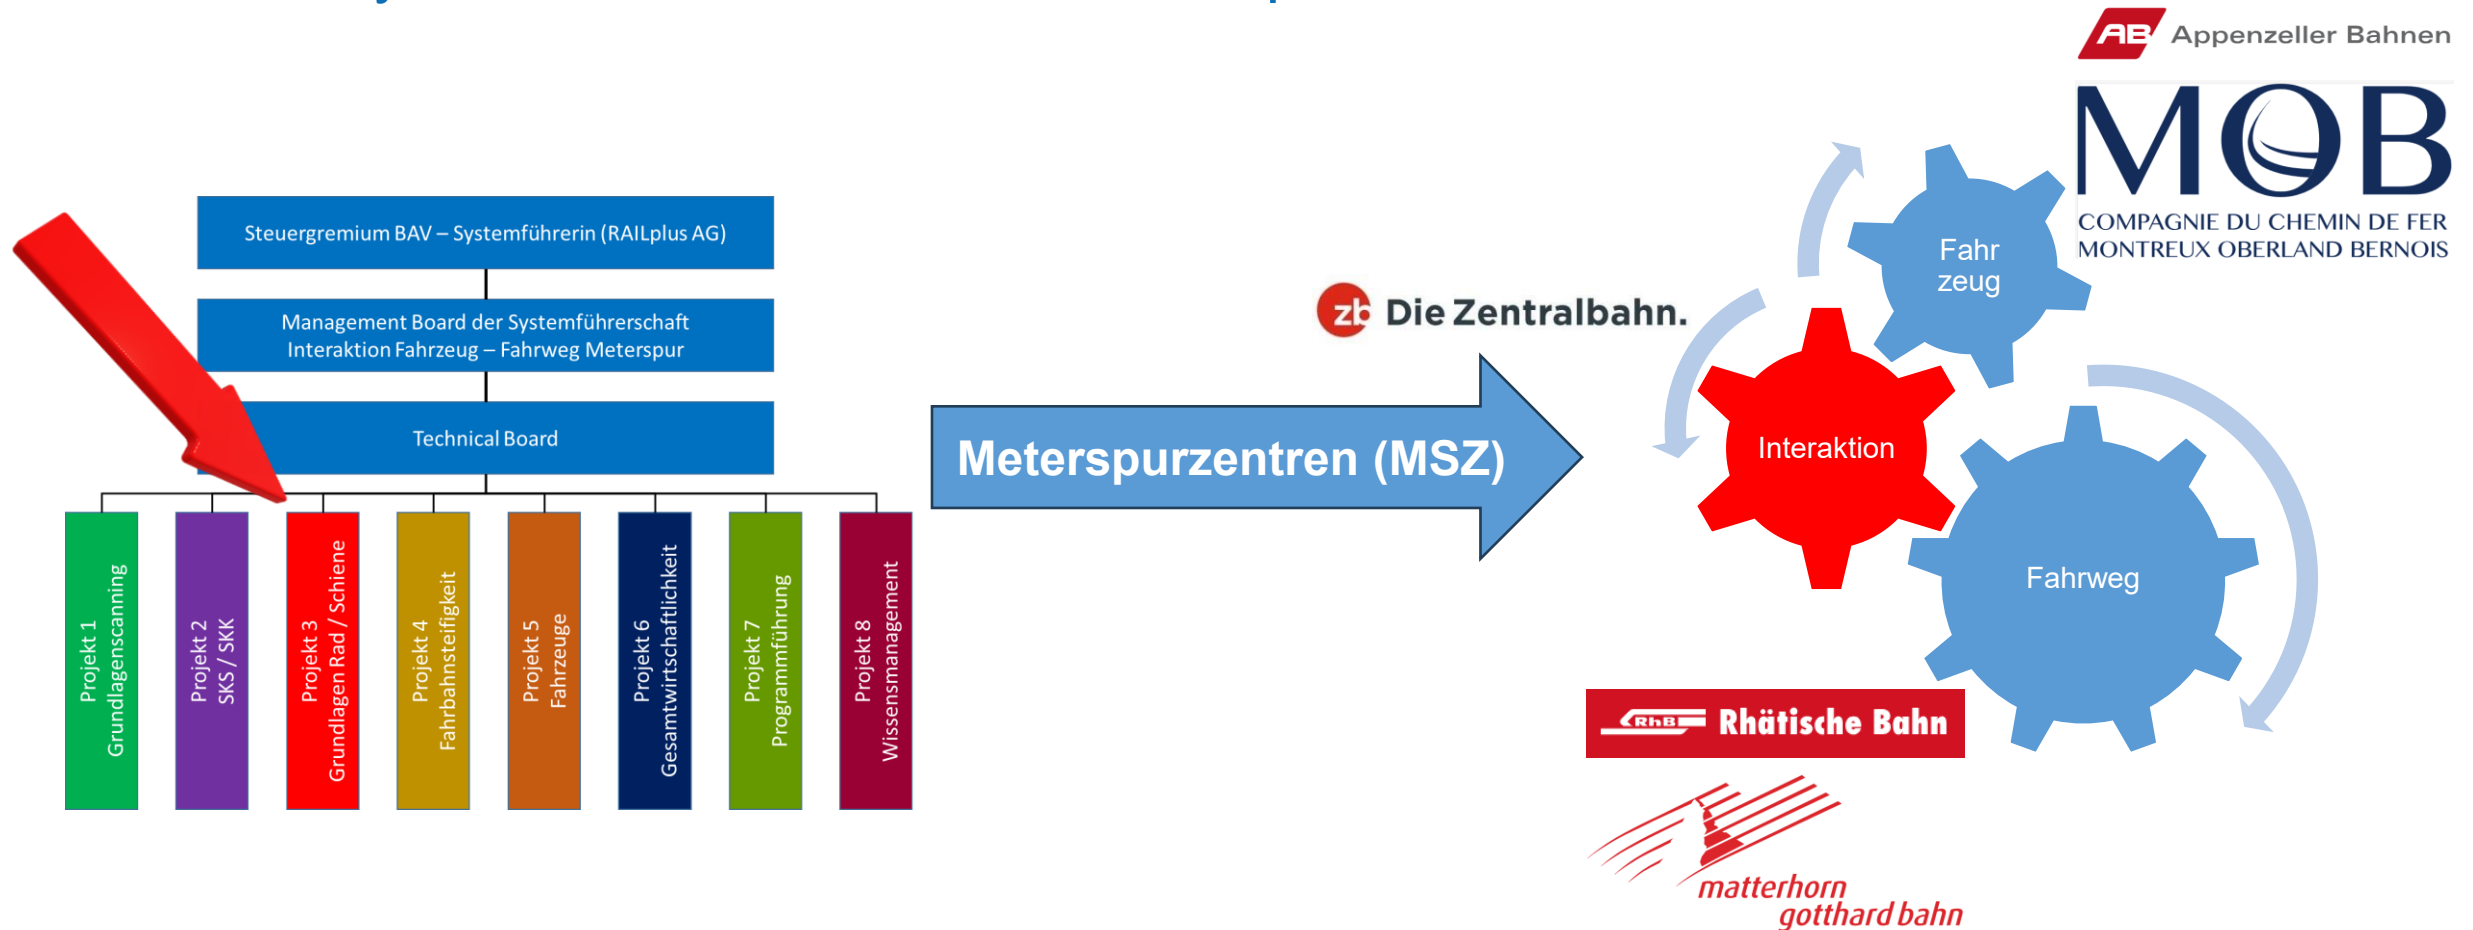 Steuergremium BAV – Systemführerin (RAILplus AG)
Management Board der Systemführerschaft
Interaktion Fahrzeug – Fahrweg Meterspur
Technical Board
Projekt 1
Grundlagenscanning
Projekt 2
SKS / SKK
Projekt 3
Grundlagen Rad / Schiene
Projekt 4
Fahrbahnsteifigkeit
Projekt 5
Fahrzeuge
Projekt 6
Gesamtwirtschaftlichkeit
Projekt 7
Programmführung
Projekt 8
Wissensmanagement
Meterspurzentren (MSZ)
zb Die Zentralbahn.
AB Appenzeller Bahnen
MOB
COMPAGNIE DU CHEMIN DE FER
MONTREUX OBERLAND BERNOIS
Fahr
zeug
Interaktion
Fahrweg
RhB Rhätische Bahn
matterhorn
gotthard bahn